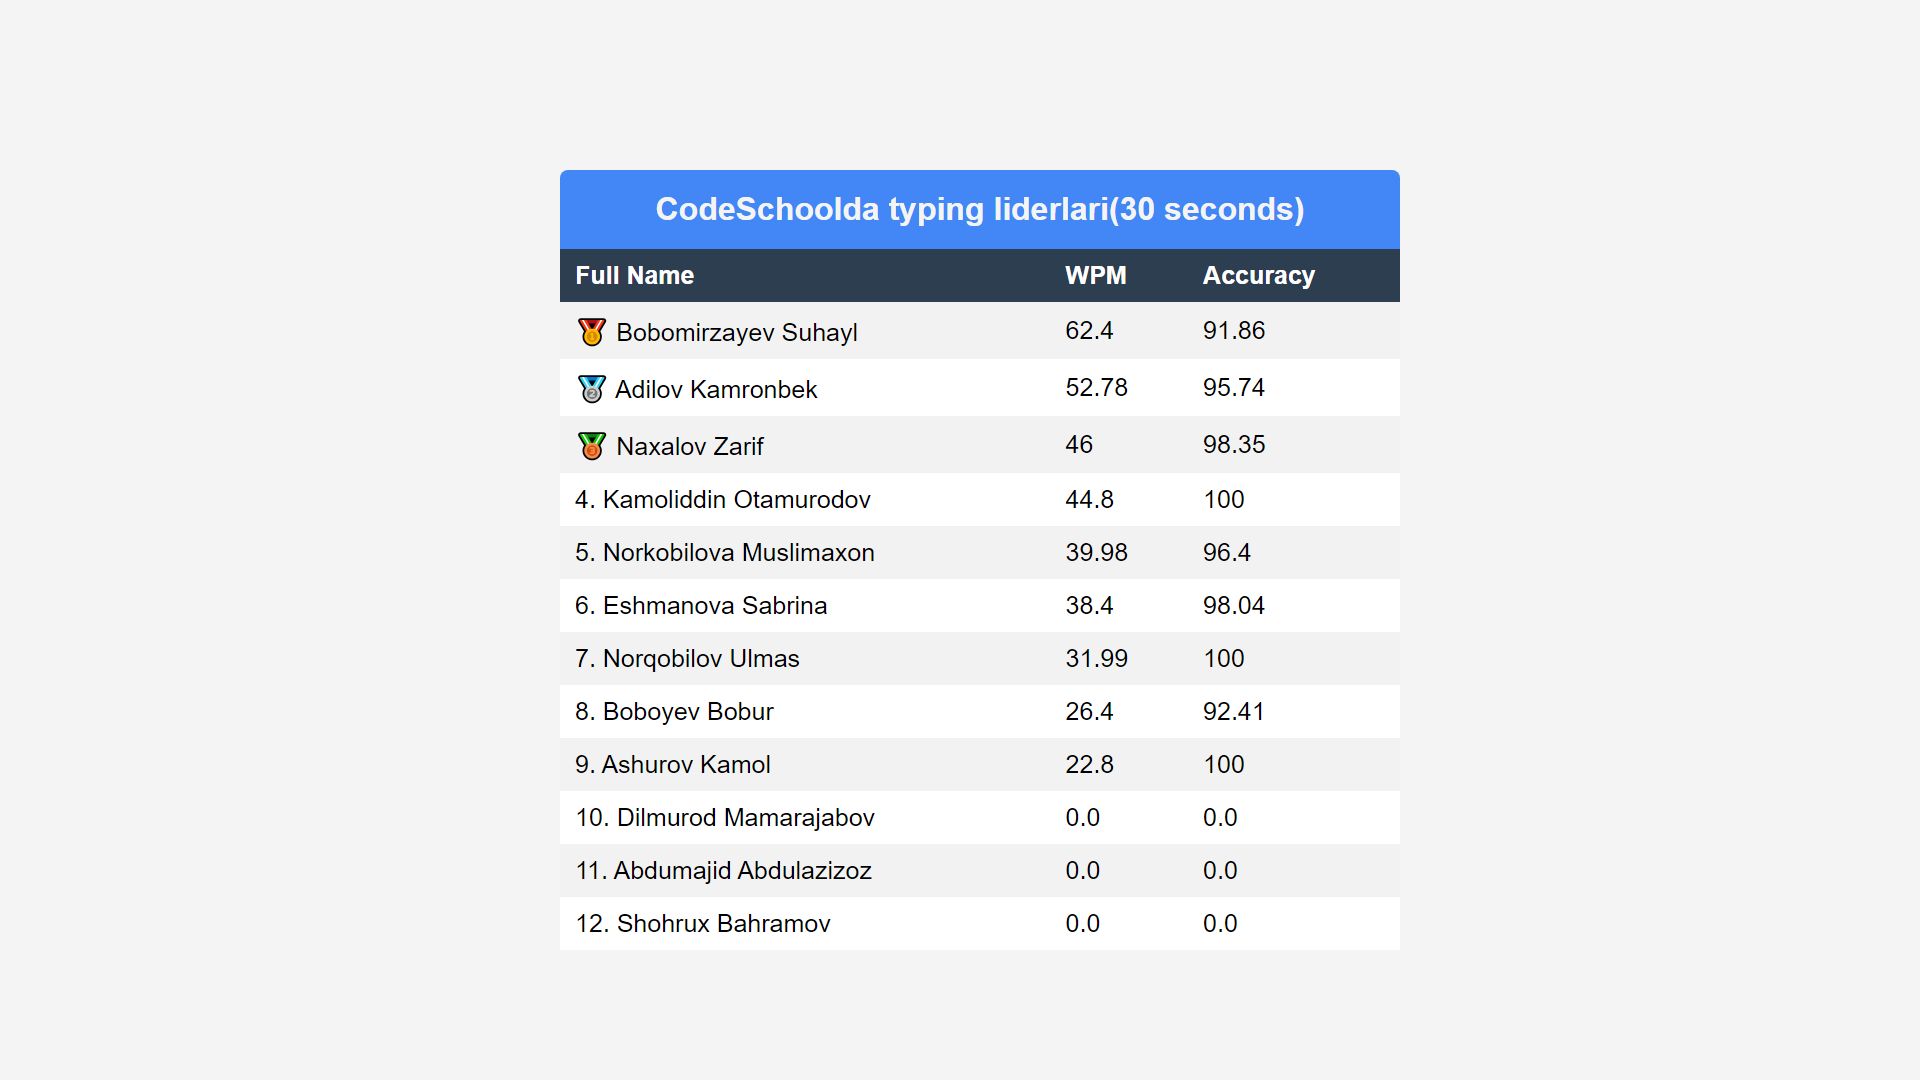 CodeSchoolda typing liderlari(30 seconds)
Full Name WPM Accuracy
🥇 Bobomirzayev Suhayl 62.4 91.86
🥈 Adilov Kamronbek 52.78 95.74
🥉 Naxalov Zarif 46 98.35
4. Kamoliddin Otamurodov 44.8 100
5. Norkobilova Muslimaxon 39.98 96.4
6. Eshmanova Sabrina 38.4 98.04
7. Norqobilov Ulmas 31.99 100
8. Boboyev Bobur 26.4 92.41
9. Ashurov Kamol 22.8 100
10. Dilmurod Mamarajabov 0.0 0.0
11. Abdumajid Abdulazizoz 0.0 0.0
12. Shohrux Bahramov 0.0 0.0